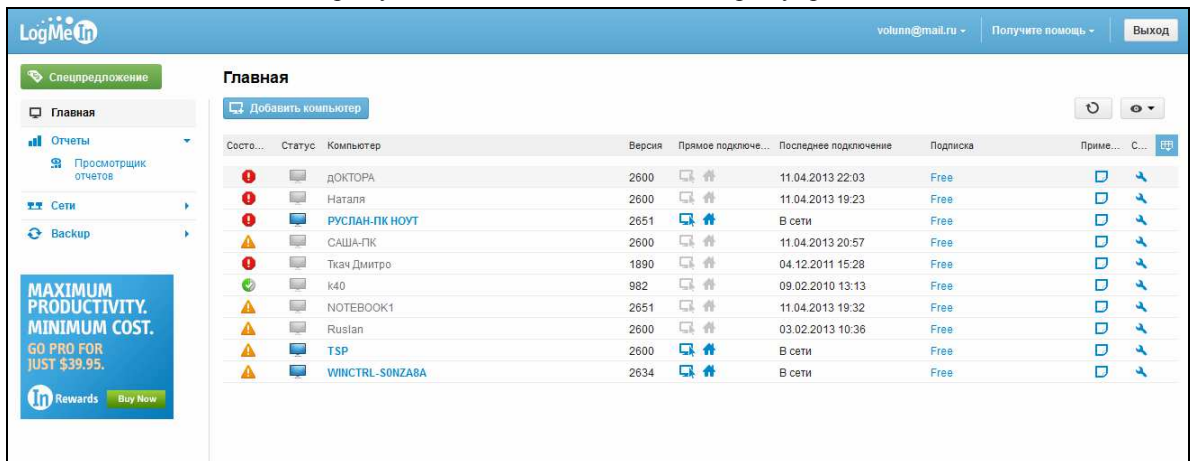 LogMeIn
volunn@mail.ru
Получите помощь
Выход
Спецпредложение
Главная
Отчеты
Просмотрщик
отчетов
Сети
Backup
MAXIMUM
PRODUCTIVITY.
MINIMUM COST.
GO PRO FOR
JUST $39.95.
In Rewards Buy Now
Главная
Добавить компьютер
Состо... Статус Компьютер Версия Прямое подключе... Последнее подключение Подписка Приме... С...
дОКТОРА 2600 11.04.2013 22:03 Free
Наталя 2600 11.04.2013 19:23 Free
РУСЛАН-ПК НОУТ 2651 В сети Free
САША-ПК 2600 11.04.2013 20:57 Free
Ткач Дмитро 1890 04.12.2011 15:28 Free
k40 982 09.02.2010 13:13 Free
NOTEBOOK1 2651 11.04.2013 19:32 Free
Ruslan 2600 03.02.2013 10:36 Free
TSP 2600 В сети Free
WINCTRL-S0NZA8A 2634 В сети Free